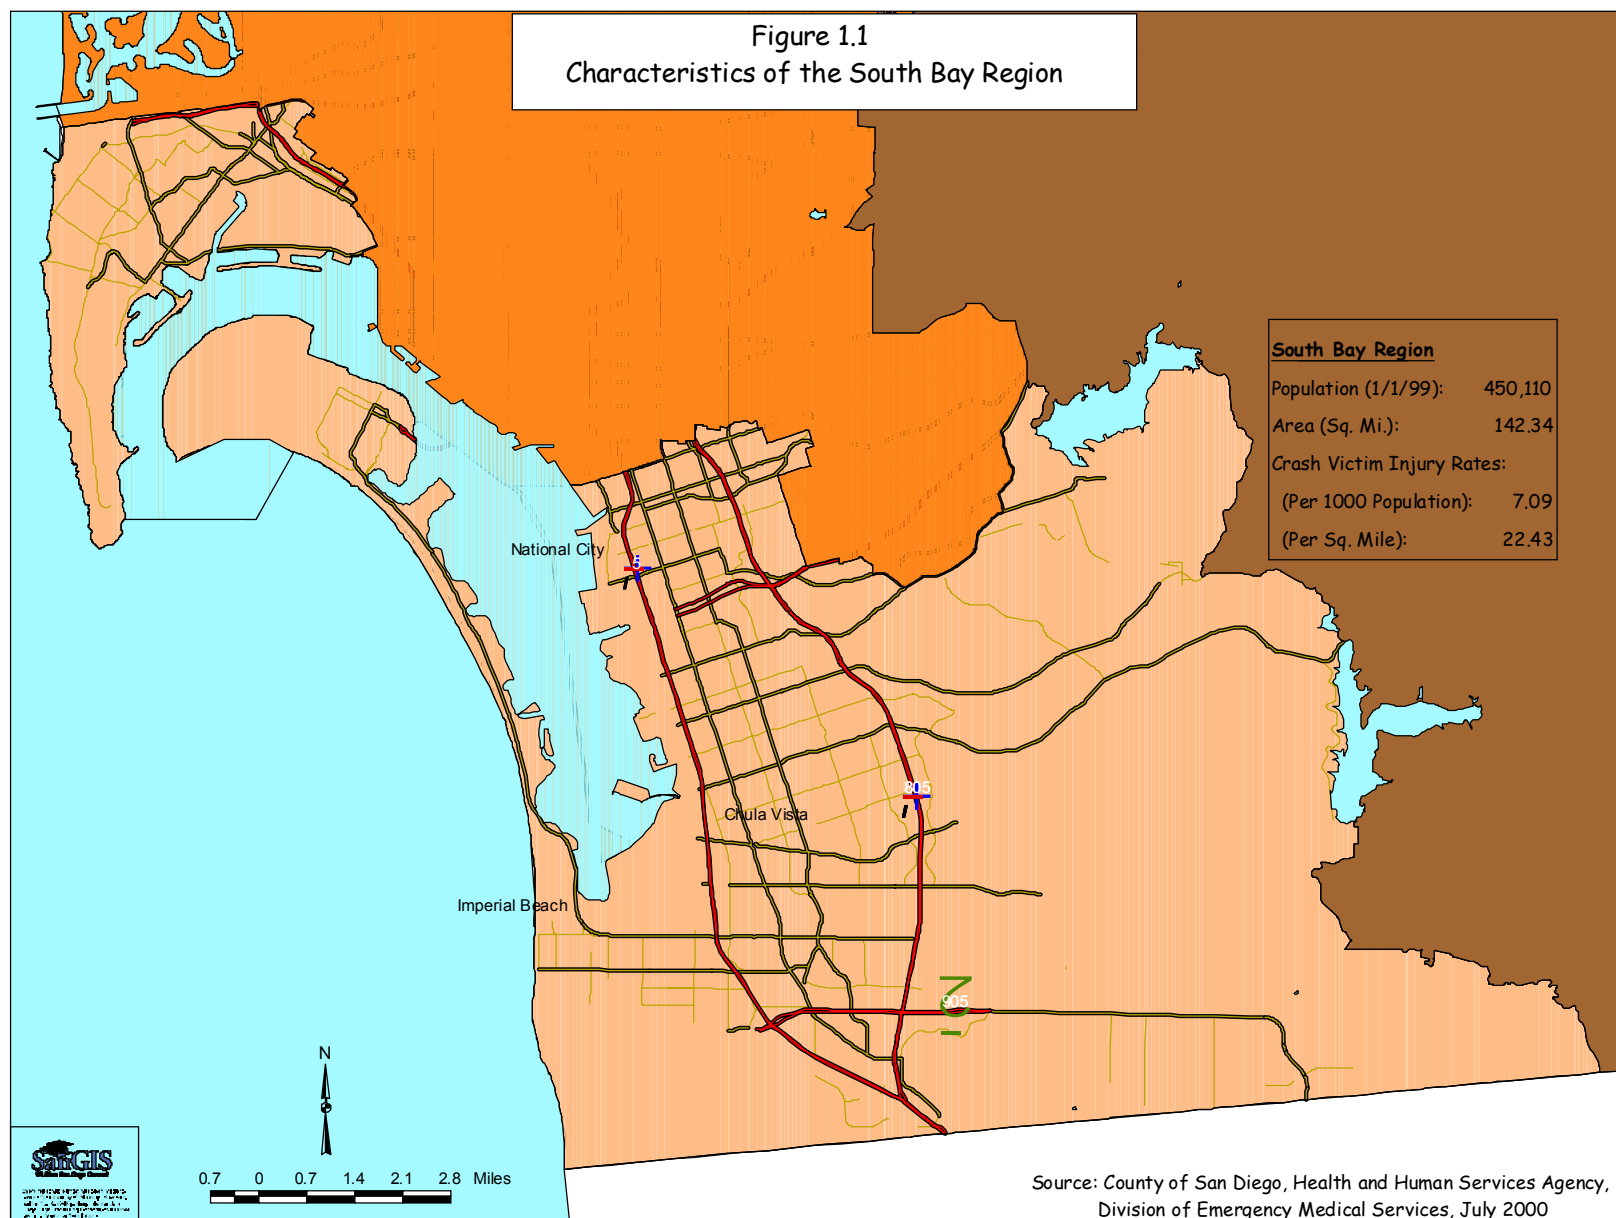 Figure 1.1
Characteristics of the South Bay Region
South Bay Region
Population (1/1/99): 450,110
Area (Sq. Mi.): 142.34
Crash Victim Injury Rates:
(Per 1000 Population): 7.09
(Per Sq. Mile): 22.43
National City
5
805
Chula Vista
Imperial Beach
905
N
0.7 0 0.7 1.4 2.1 2.8 Miles
SanGIS
Source: County of San Diego, Health and Human Services Agency,
Division of Emergency Medical Services, July 2000